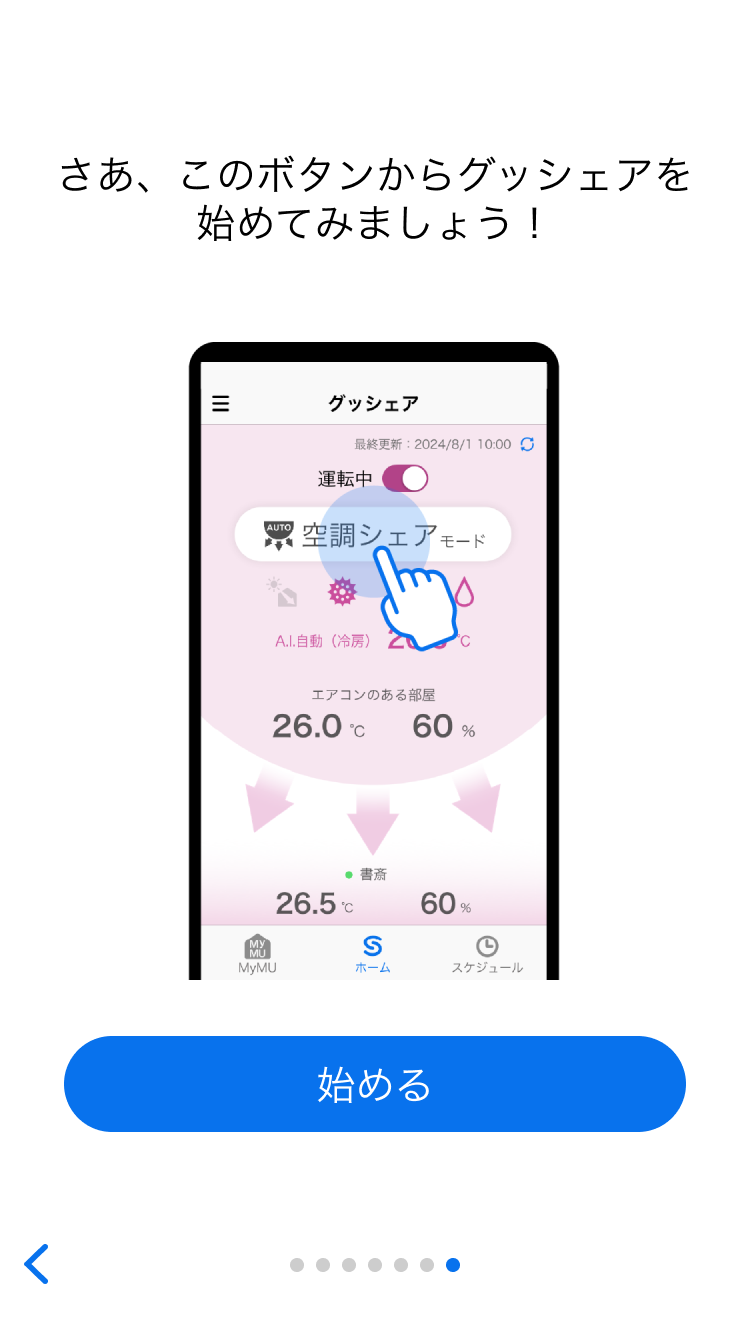 さあ、このボタンからグッシェアを
始めてみましょう！
グッシェア
最終更新：2024/8/1 10:00
運転中
AUTO 空調シェアモード
A.I.自動（冷房） ℃
エアコンのある部屋
26.0 ℃ 60 %
書斎
26.5 ℃ 60 %
MyMU
MyMU ホーム スケジュール
始める